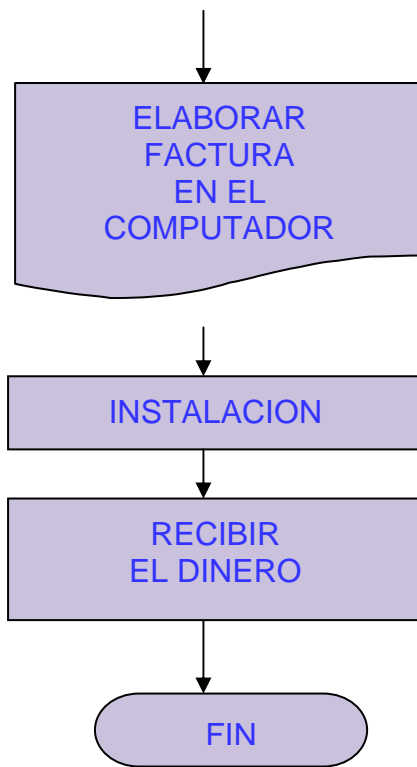 ELABORAR
FACTURA
EN EL
COMPUTADOR
INSTALACION
RECIBIR
EL DINERO
FIN